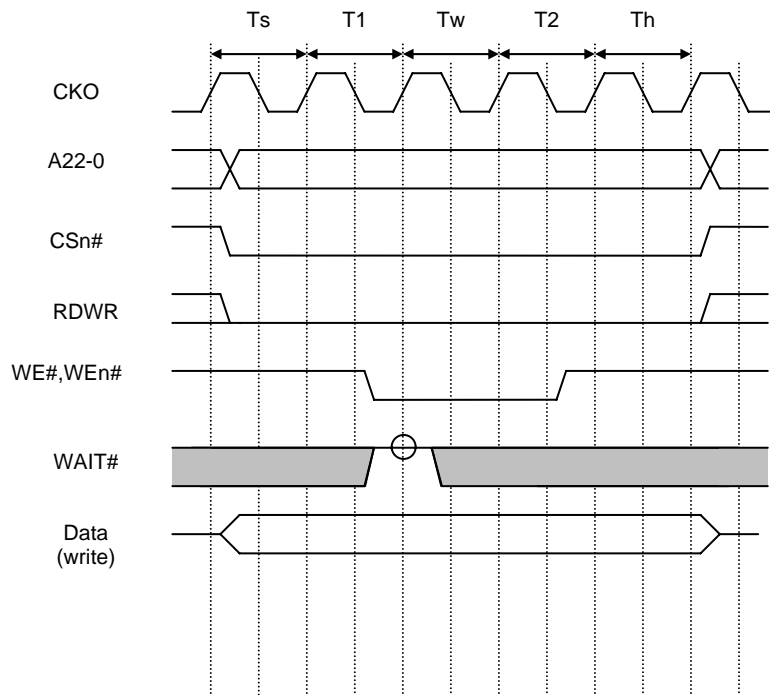 Ts T1 Tw T2 Th
CKO
A22-0
CSn#
RDWR
WE#,WEn#
WAIT#
Data
(write)